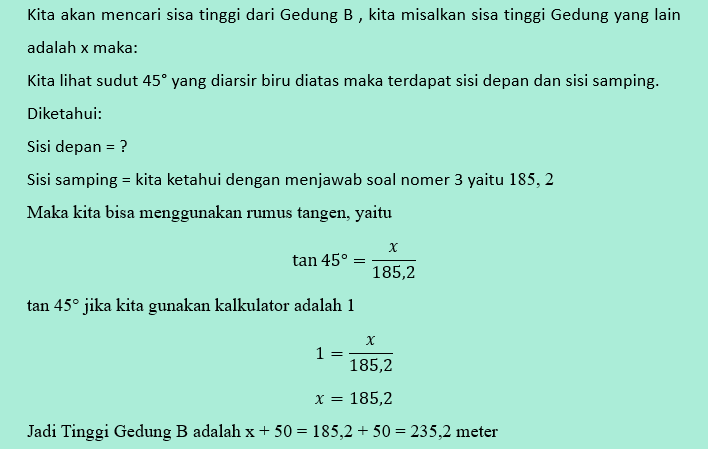 Kita akan mencari sisa tinggi dari Gedung B , kita misalkan sisa tinggi Gedung yang lain
adalah x maka:
Kita lihat sudut 45° yang diarsir biru diatas maka terdapat sisi depan dan sisi samping.
Diketahui:
Sisi depan = ?
Sisi samping = kita ketahui dengan menjawab soal nomer 3 yaitu 185, 2
Maka kita bisa menggunakan rumus tangen, yaitu
tan 45° = x / 185,2
tan 45° jika kita gunakan kalkulator adalah 1
1 = x / 185,2
x = 185,2
Jadi Tinggi Gedung B adalah x + 50 = 185,2 + 50 = 235,2 meter